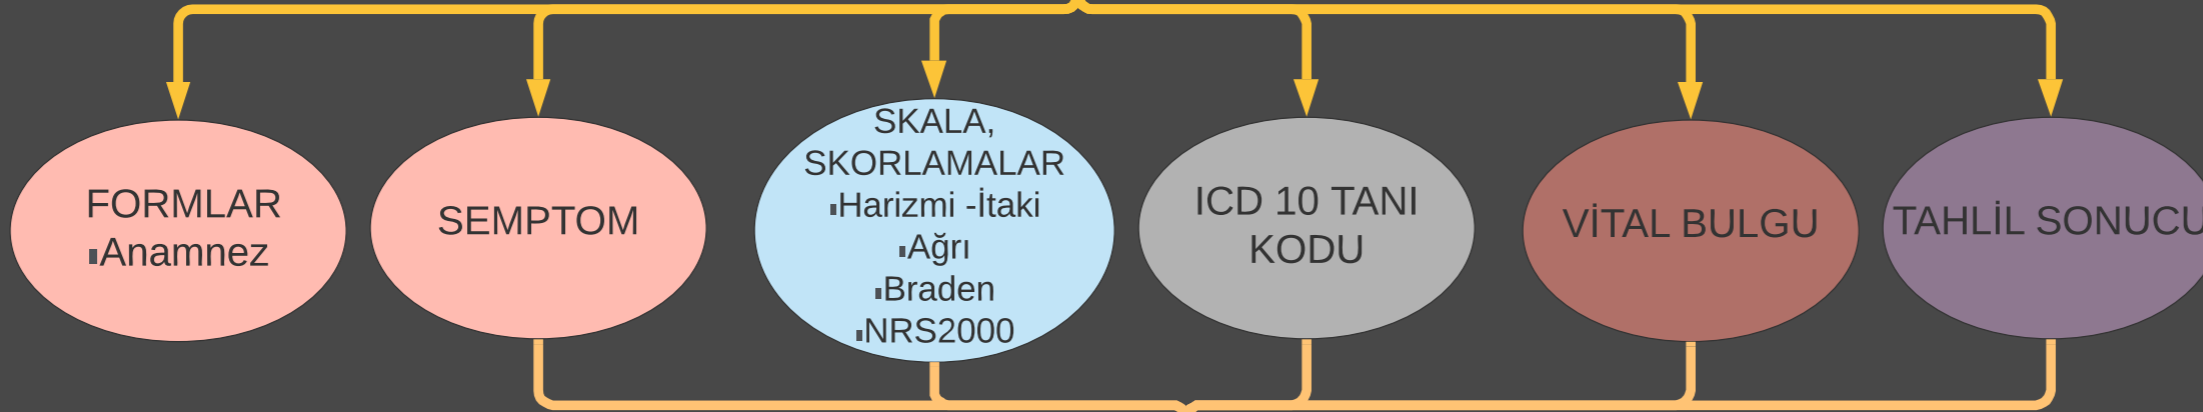 FORMLAR
▪Anamnez
SEMPTOM
SKALA,
SKORLAMALAR
▪Harizmi -İtaki
▪Ağrı
▪Braden
▪NRS2000
ICD 10 TANI
KODU
VİTAL BULGU
TAHLİL SONUCU